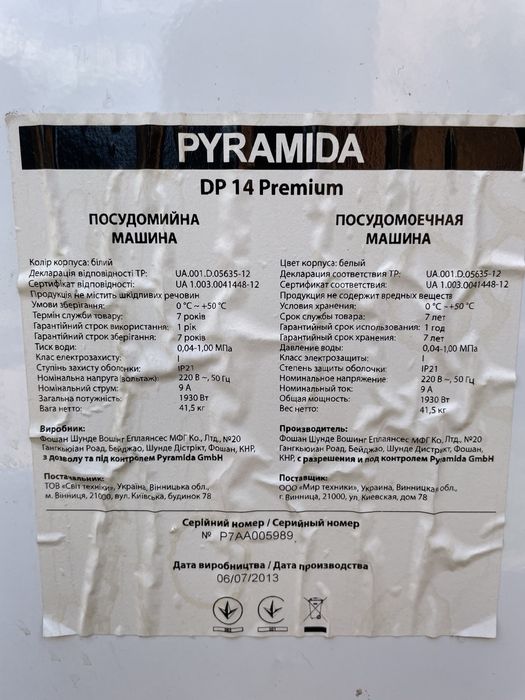 PYRAMIDA
DP 14 Premium
ПОСУДОМИЙНА
МАШИНА
Колір корпуса: білий
Декларація відповідності ТР: UA.001.D.05635-12
Сертифікат відповідності: UA 1.003.0041448-12
Продукція не містить шкідливих речовин
Умови зберігання: 0 °C ~ +50 °C
Термін служби товару: 7 років
Гарантійний строк використання: 1 рік
Гарантійний строк зберігання: 7 років
Тиск води: 0,04-1,00 МПа
Клас електрозахисту: I
Ступінь захисту оболонки: IP21
Номінальна напруга (вольтаж): 220 В ~, 50 Гц
Номінальний струм: 9 А
Загальна потужність: 1930 Вт
Вага нетто: 41,5 кг
Виробник:
Фошан Шунде Вошінг Еплаянсес МФГ Ко., Лтд., №20
Гангкьюіан Роад, Бейджао, Шунде Дістрікт, Фошан, КНР,
з дозволу та під контролем Pyramida GmbH
Постачальник:
ТОВ «Світ техніки», Україна, Вінницька обл.,
м. Вінниця, 21000, вул. Київська, будинок 78
ПОСУДОМОЕЧНАЯ
МАШИНА
Цвет корпуса: белый
Декларация соответствия ТР: UA.001.D.05635-12
Сертификат соответствия: UA 1.003.0041448-12
Продукция не содержит вредных веществ
Условия хранения: 0 °C ~ +50 °C
Срок службы товара: 7 лет
Гарантийный срок использования: 1 год
Гарантийный срок хранения: 7 лет
Давление воды: 0,04-1,00 МПа
Класс электрозащиты: I
Степень защиты оболочки: IP21
Номинальное напряжение: 220 В ~, 50 Гц
Номинальный ток: 9 А
Общая мощность: 1930 Вт
Вес нетто: 41,5 кг
Производитель:
Фошан Шунде Вошинг Еплаянсес МФГ Ко., Лтд., №20
Гангкьюиан Роад, Бейджао, Шунде Дистрикт, Фошан,
КНР, с разрешения и под контролем Pyramida GmbH
Поставщик:
ООО «Мир техники», Украина, Винницкая обл.,
г. Винница, 21000, ул. Киевская, дом 78
Серійний номер / Серийный номер
№ P7AA005989
Дата виробництва / Дата производства
06/07/2013